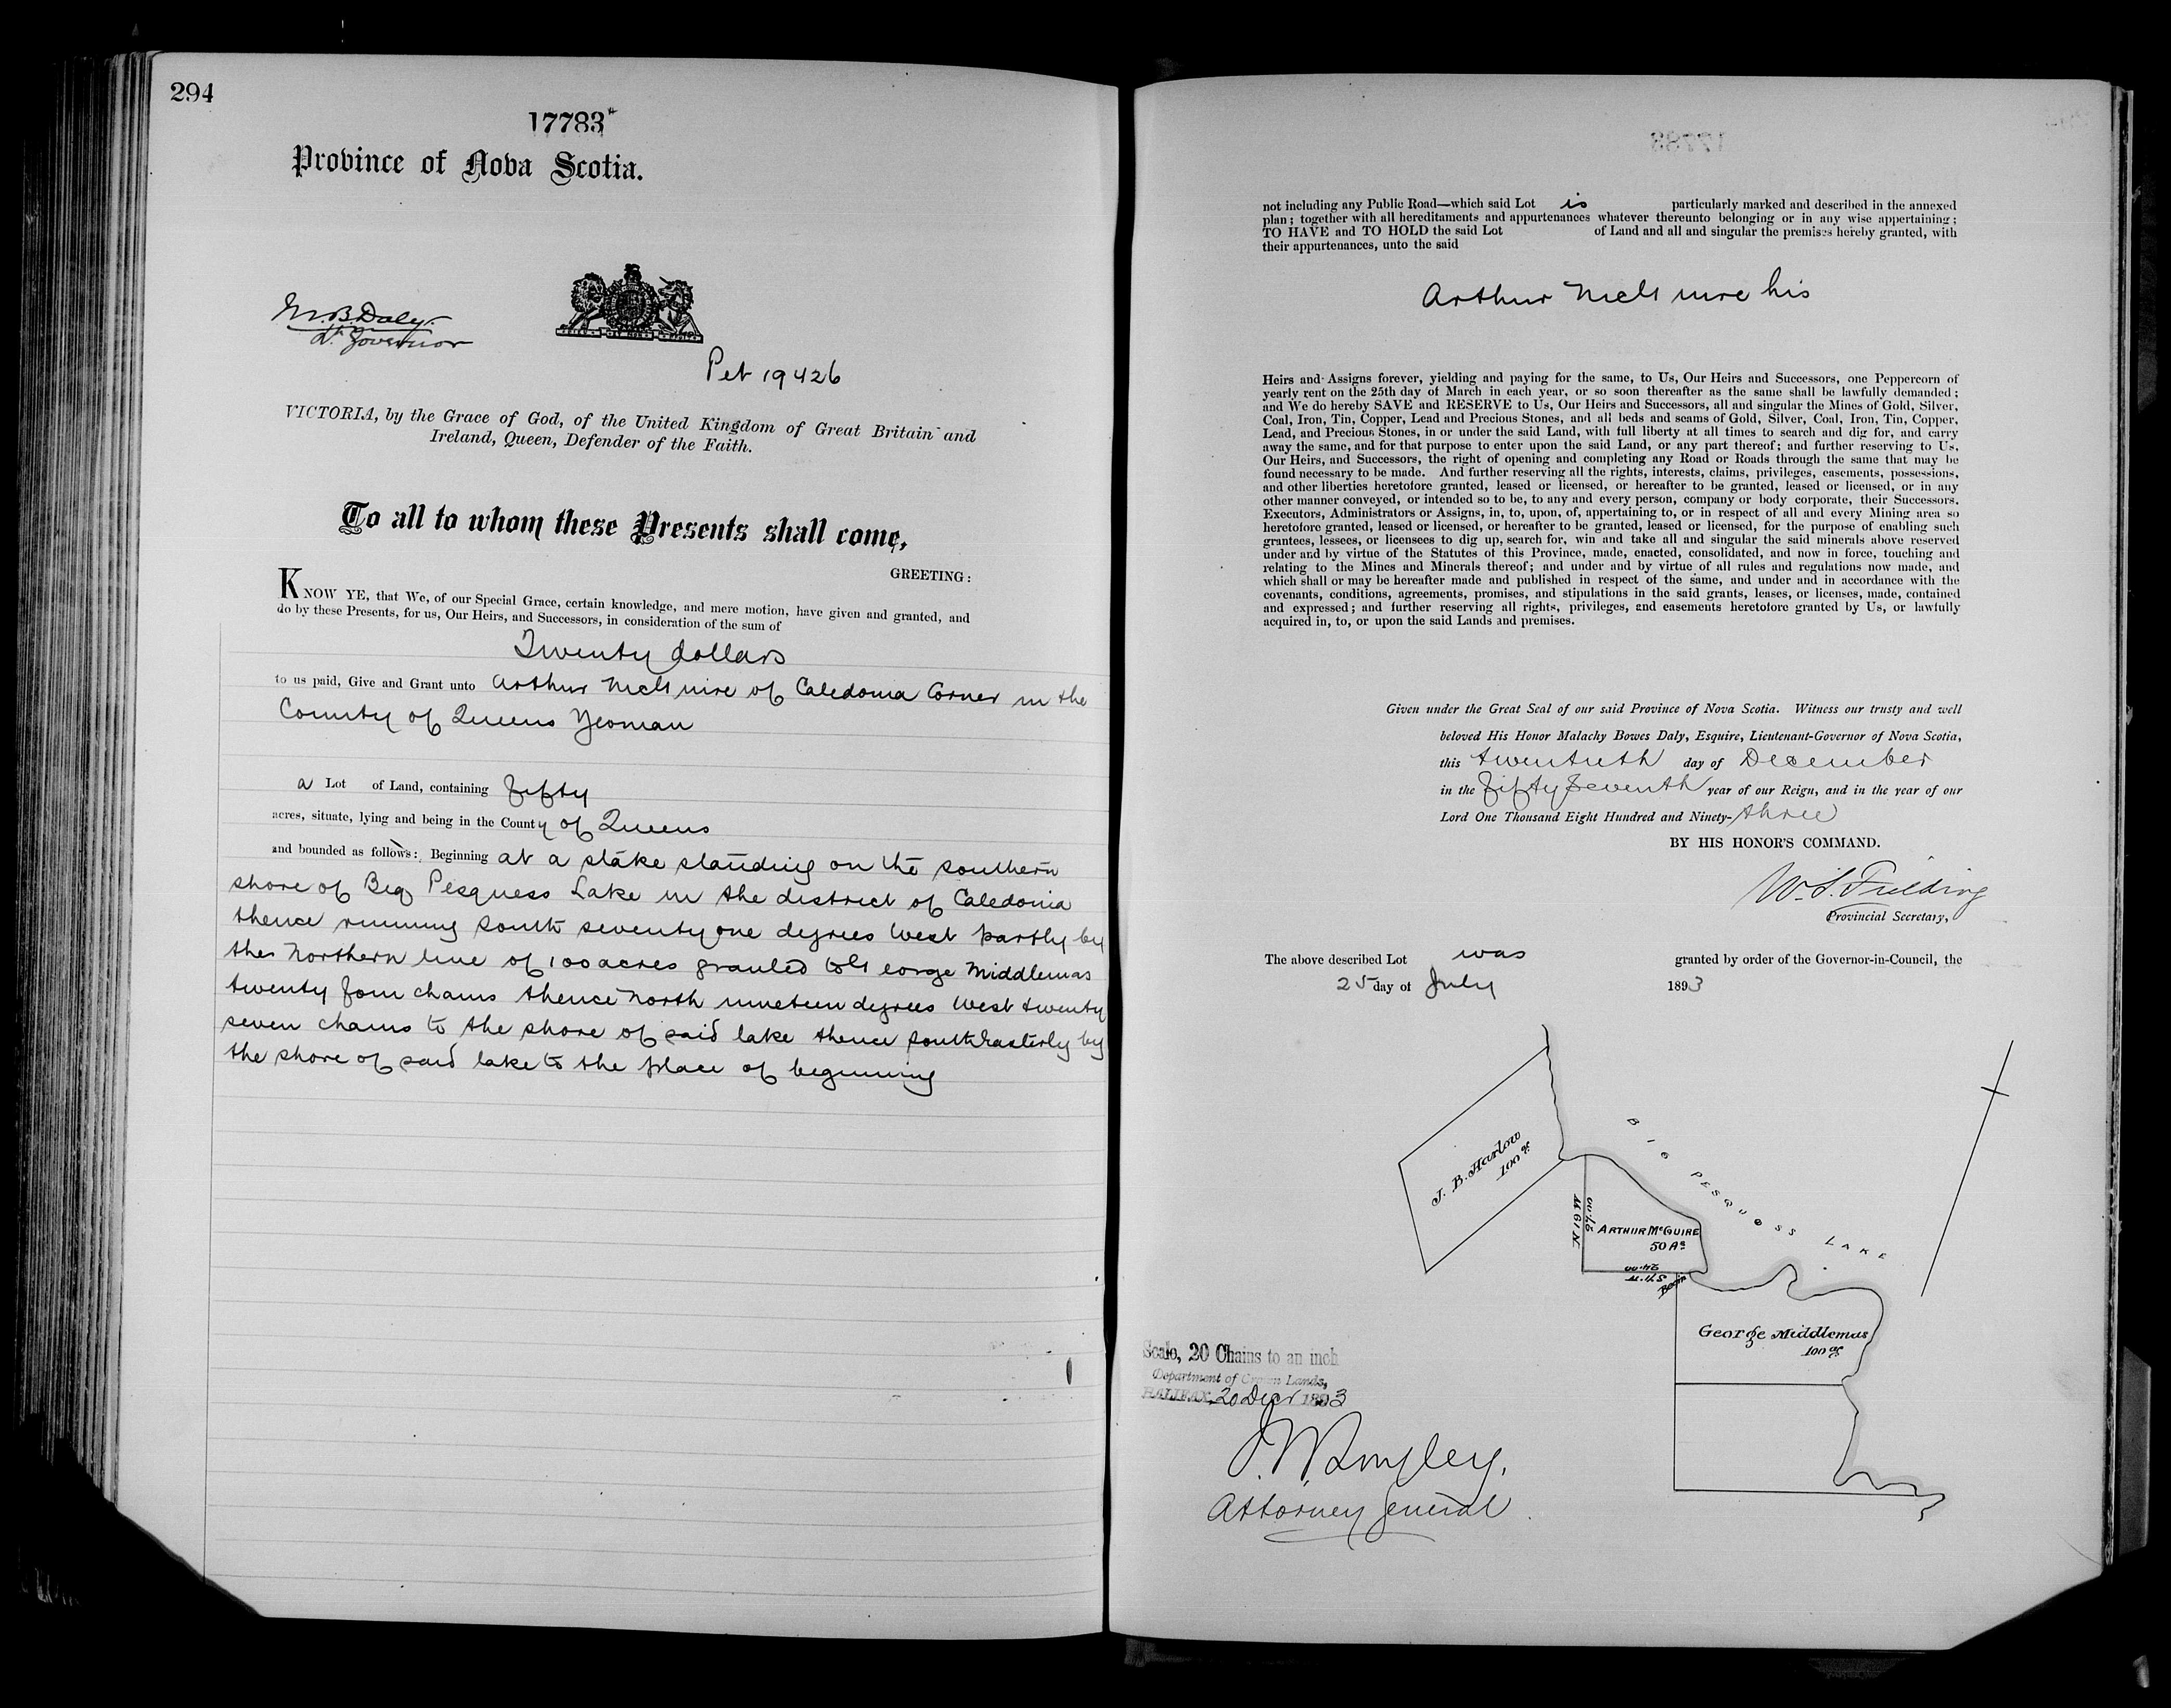 294
17783
Province of Nova Scotia.
M.B. Daly.
Lt. Governor
Pet 19426
VICTORIA, by the Grace of God, of the United Kingdom of Great Britain and
Ireland, Queen, Defender of the Faith.
To all to whom these Presents shall come,
GREETING:
KNOW YE, that We, of our Special Grace, certain knowledge, and mere motion, have given and granted, and
do by these Presents, for us, Our Heirs, and Successors, in consideration of the sum of
Twenty dollars
to us paid, Give and Grant unto Arthur McGuire of Caledonia Corner in the
County of Queens Yeoman
a Lot of Land, containing fifty
acres, situate, lying and being in the County of Queens
and bounded as follows: Beginning at a stake standing on the southern
shore of Big Pesquess Lake in the district of Caledonia
thence running south seventy one degrees West partly by
the Northern line of 100 acres granted to George Middlemas
twenty four chains thence North nineteen degrees West twenty
seven chains to the shore of said lake thence south Easterly by
the shore of said lake to the place of beginning
17783
not including any Public Road—which said Lot is particularly marked and described in the annexed
plan; together with all hereditaments and appurtenances whatever thereunto belonging or in any wise appertaining;
TO HAVE and TO HOLD the said Lot of Land and all and singular the premises hereby granted, with
their appurtenances, unto the said
Arthur McGuire his
Heirs and Assigns forever, yielding and paying for the same, to Us, Our Heirs and Successors, one Peppercorn of
yearly rent on the 25th day of March in each year, or so soon thereafter as the same shall be lawfully demanded;
and We do hereby SAVE and RESERVE to Us, Our Heirs and Successors, all and singular the Mines of Gold, Silver,
Coal, Iron, Tin, Copper, Lead and Precious Stones, and all beds and seams of Gold, Silver, Coal, Iron, Tin, Copper,
Lead, and Precious Stones, in or under the said Land, with full liberty at all times to search and dig for, and carry
away the same, and for that purpose to enter upon the said Land, or any part thereof; and further reserving to Us,
Our Heirs, and Successors, the right of opening and completing any Road or Roads through the same that may be
found necessary to be made. And further reserving all the rights, interests, claims, privileges, easements, possessions,
and other liberties heretofore granted, leased or licensed, or hereafter to be granted, leased or licensed, or in any
other manner conveyed, or intended so to be, to any and every person, company or body corporate, their Successors,
Executors, Administrators or Assigns, in, to, upon, of, appertaining to, or in respect of all and every Mining area so
heretofore granted, leased or licensed, or hereafter to be granted, leased or licensed, for the purpose of enabling such
grantees, lessees, or licensees to dig up, search for, win and take all and singular the said minerals above reserved
under and by virtue of the Statutes of this Province, made, enacted, consolidated, and now in force, touching and
relating to the Mines and Minerals thereof; and under and by virtue of all rules and regulations now made, and
which shall or may be hereafter made and published in respect of the same, and under and in accordance with the
covenants, conditions, agreements, promises, and stipulations in the said grants, leases, or licenses, made, contained
and expressed; and further reserving all rights, privileges, and easements heretofore granted by Us, or lawfully
acquired in, to, or upon the said Lands and premises.
Given under the Great Seal of our said Province of Nova Scotia. Witness our trusty and well
beloved His Honor Malachy Bowes Daly, Esquire, Lieutenant-Governor of Nova Scotia,
this twentieth day of December
in the fifty seventh year of our Reign, and in the year of our
Lord One Thousand Eight Hundred and Ninety-three
BY HIS HONOR'S COMMAND.
W.S. Fielding
Provincial Secretary,
The above described Lot was granted by order of the Governor-in-Council, the
25 day of July 1893
BIG PESQUESS LAKE
J. B. Harlow
100 ac
N 19 W
27.00
ARTHUR McGUIRE
50 As
24.00
S 71 W
Begin
George Middlemas
100 ac
Scale, 20 Chains to an inch
Department of Crown Lands,
HALIFAX, 20 Decr 1893
J.W. Longley,
Attorney General